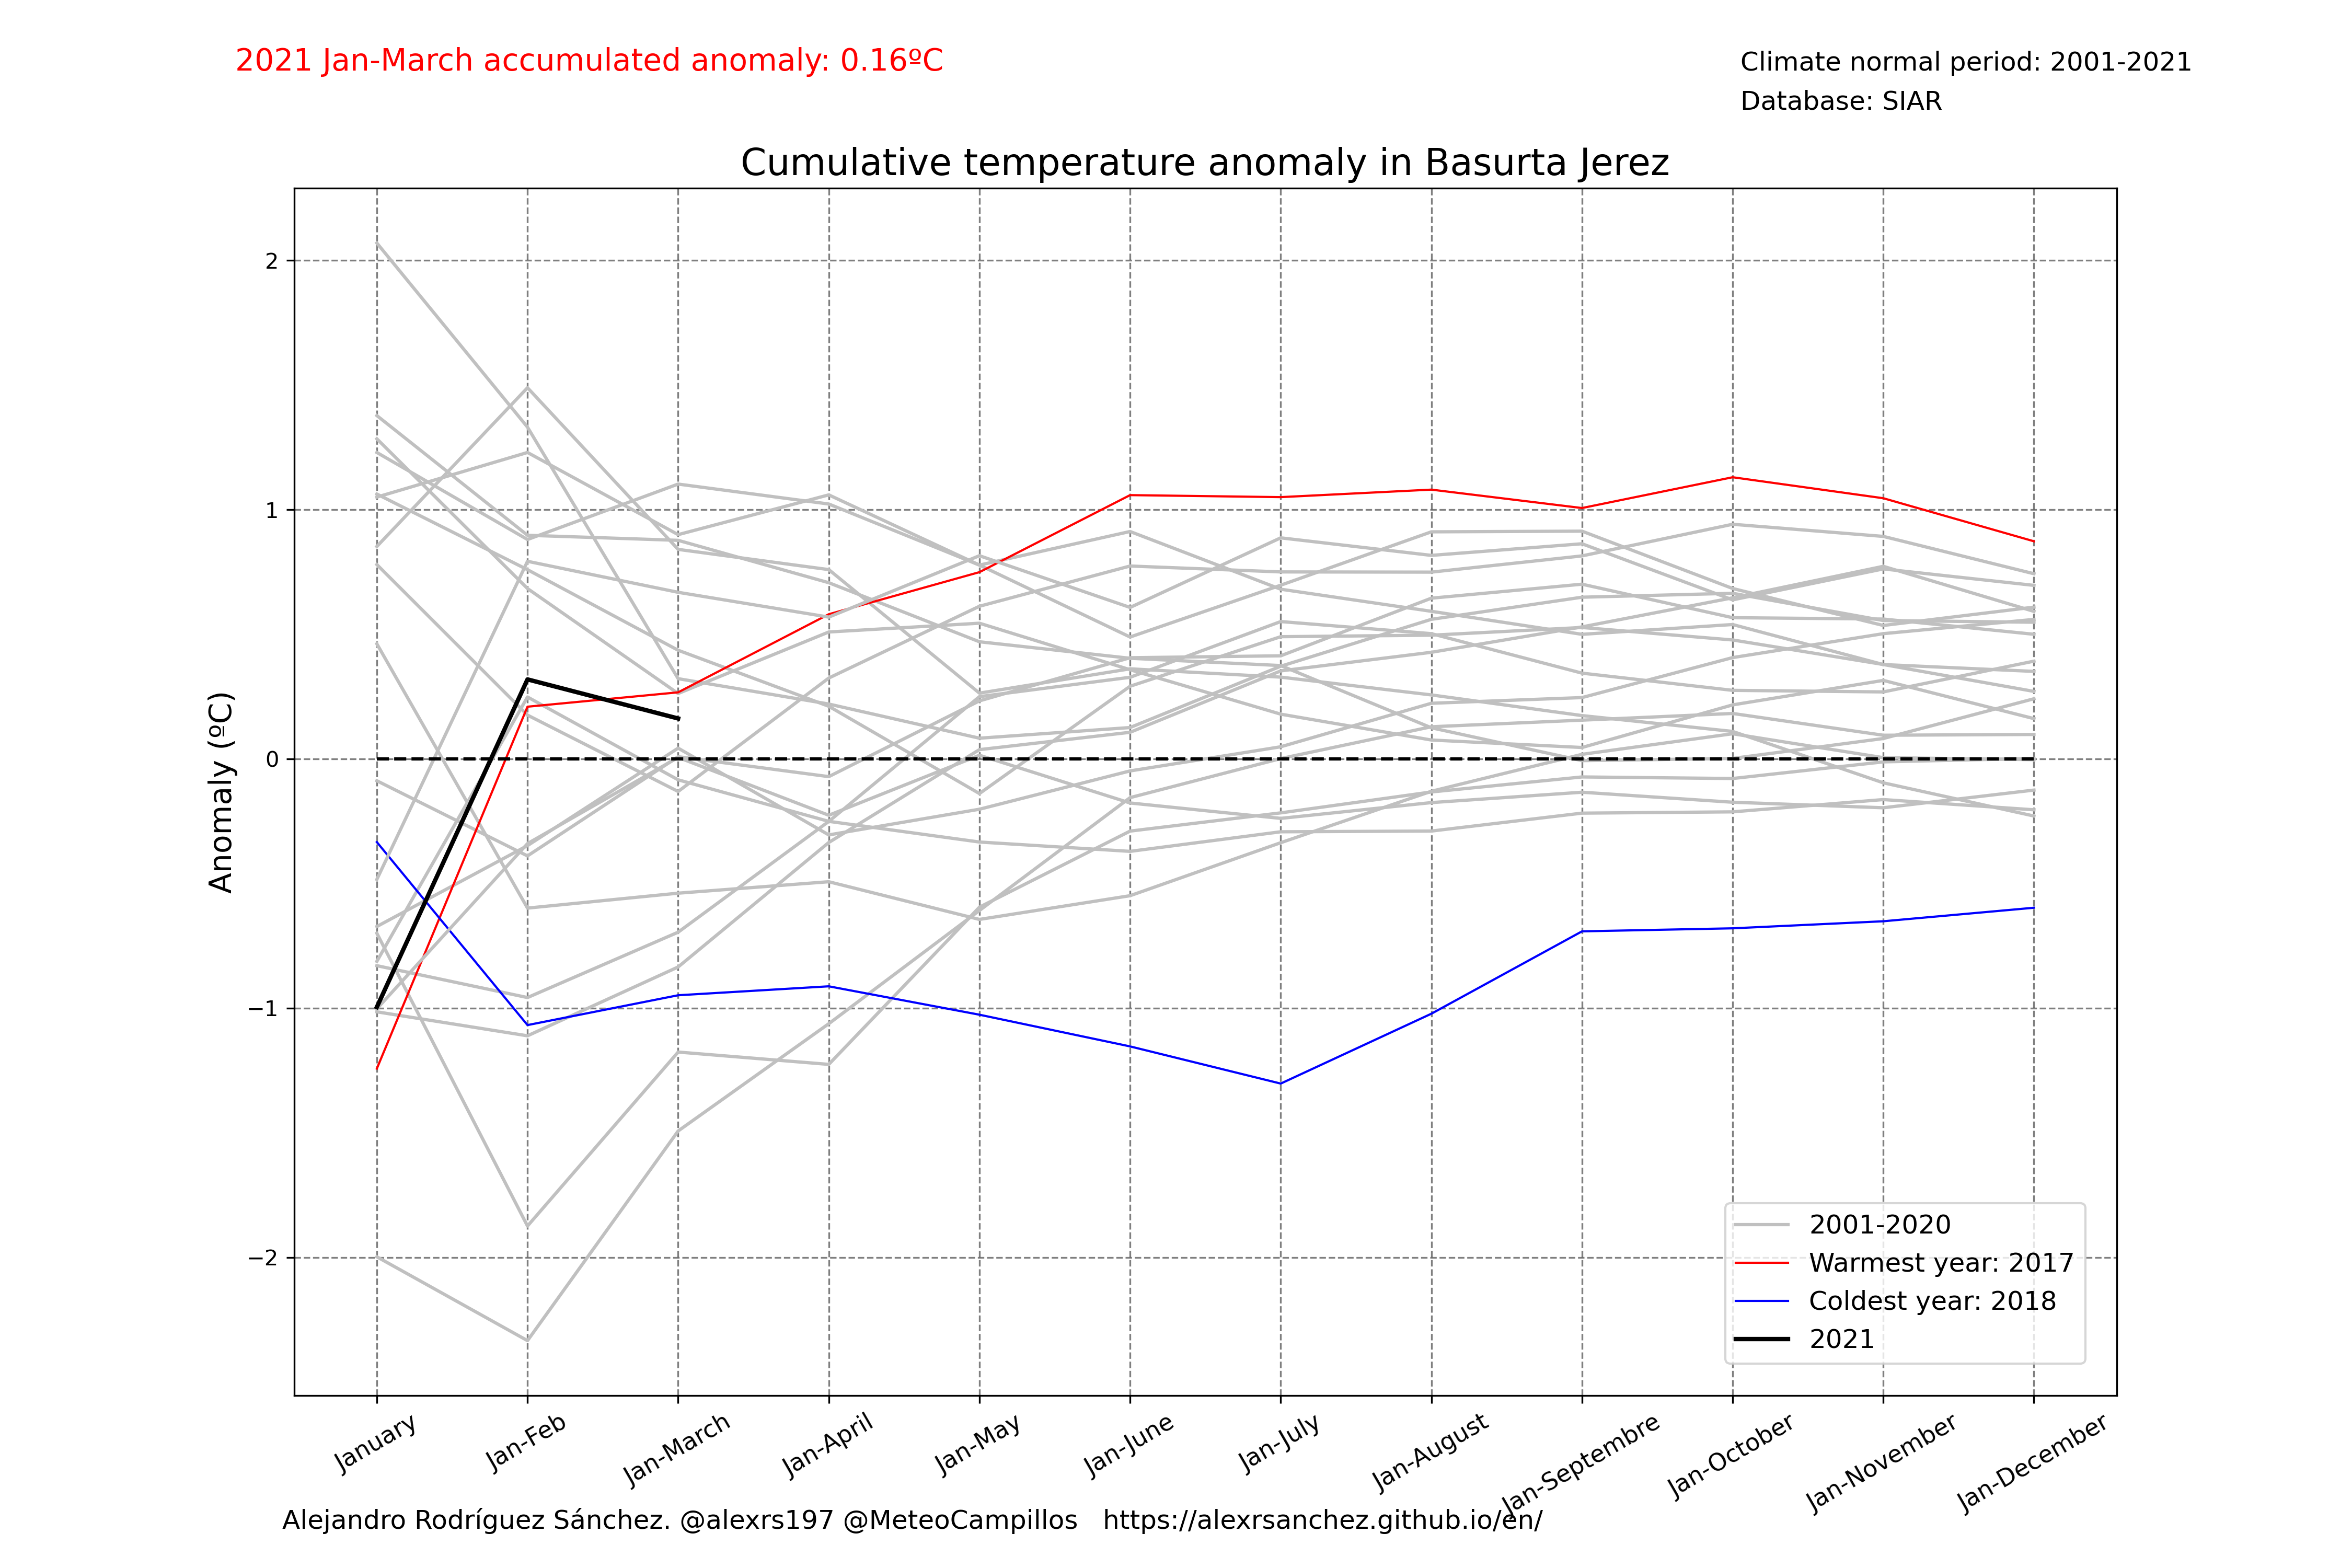 2021 Jan-March accumulated anomaly: 0.16ºC
Climate normal period: 2001-2021
Database: SIAR
Cumulative temperature anomaly in Basurta Jerez
Anomaly (ºC)
2
1
0
−1
−2
2001-2020
Warmest year: 2017
Coldest year: 2018
2021
January
Jan-Feb
Jan-March
Jan-April
Jan-May
Jan-June
Jan-July
Jan-August
Jan-Septembre
Jan-October
Jan-November
Jan-December
Alejandro Rodríguez Sánchez. @alexrs197 @MeteoCampillos   https://alexrsanchez.github.io/en/